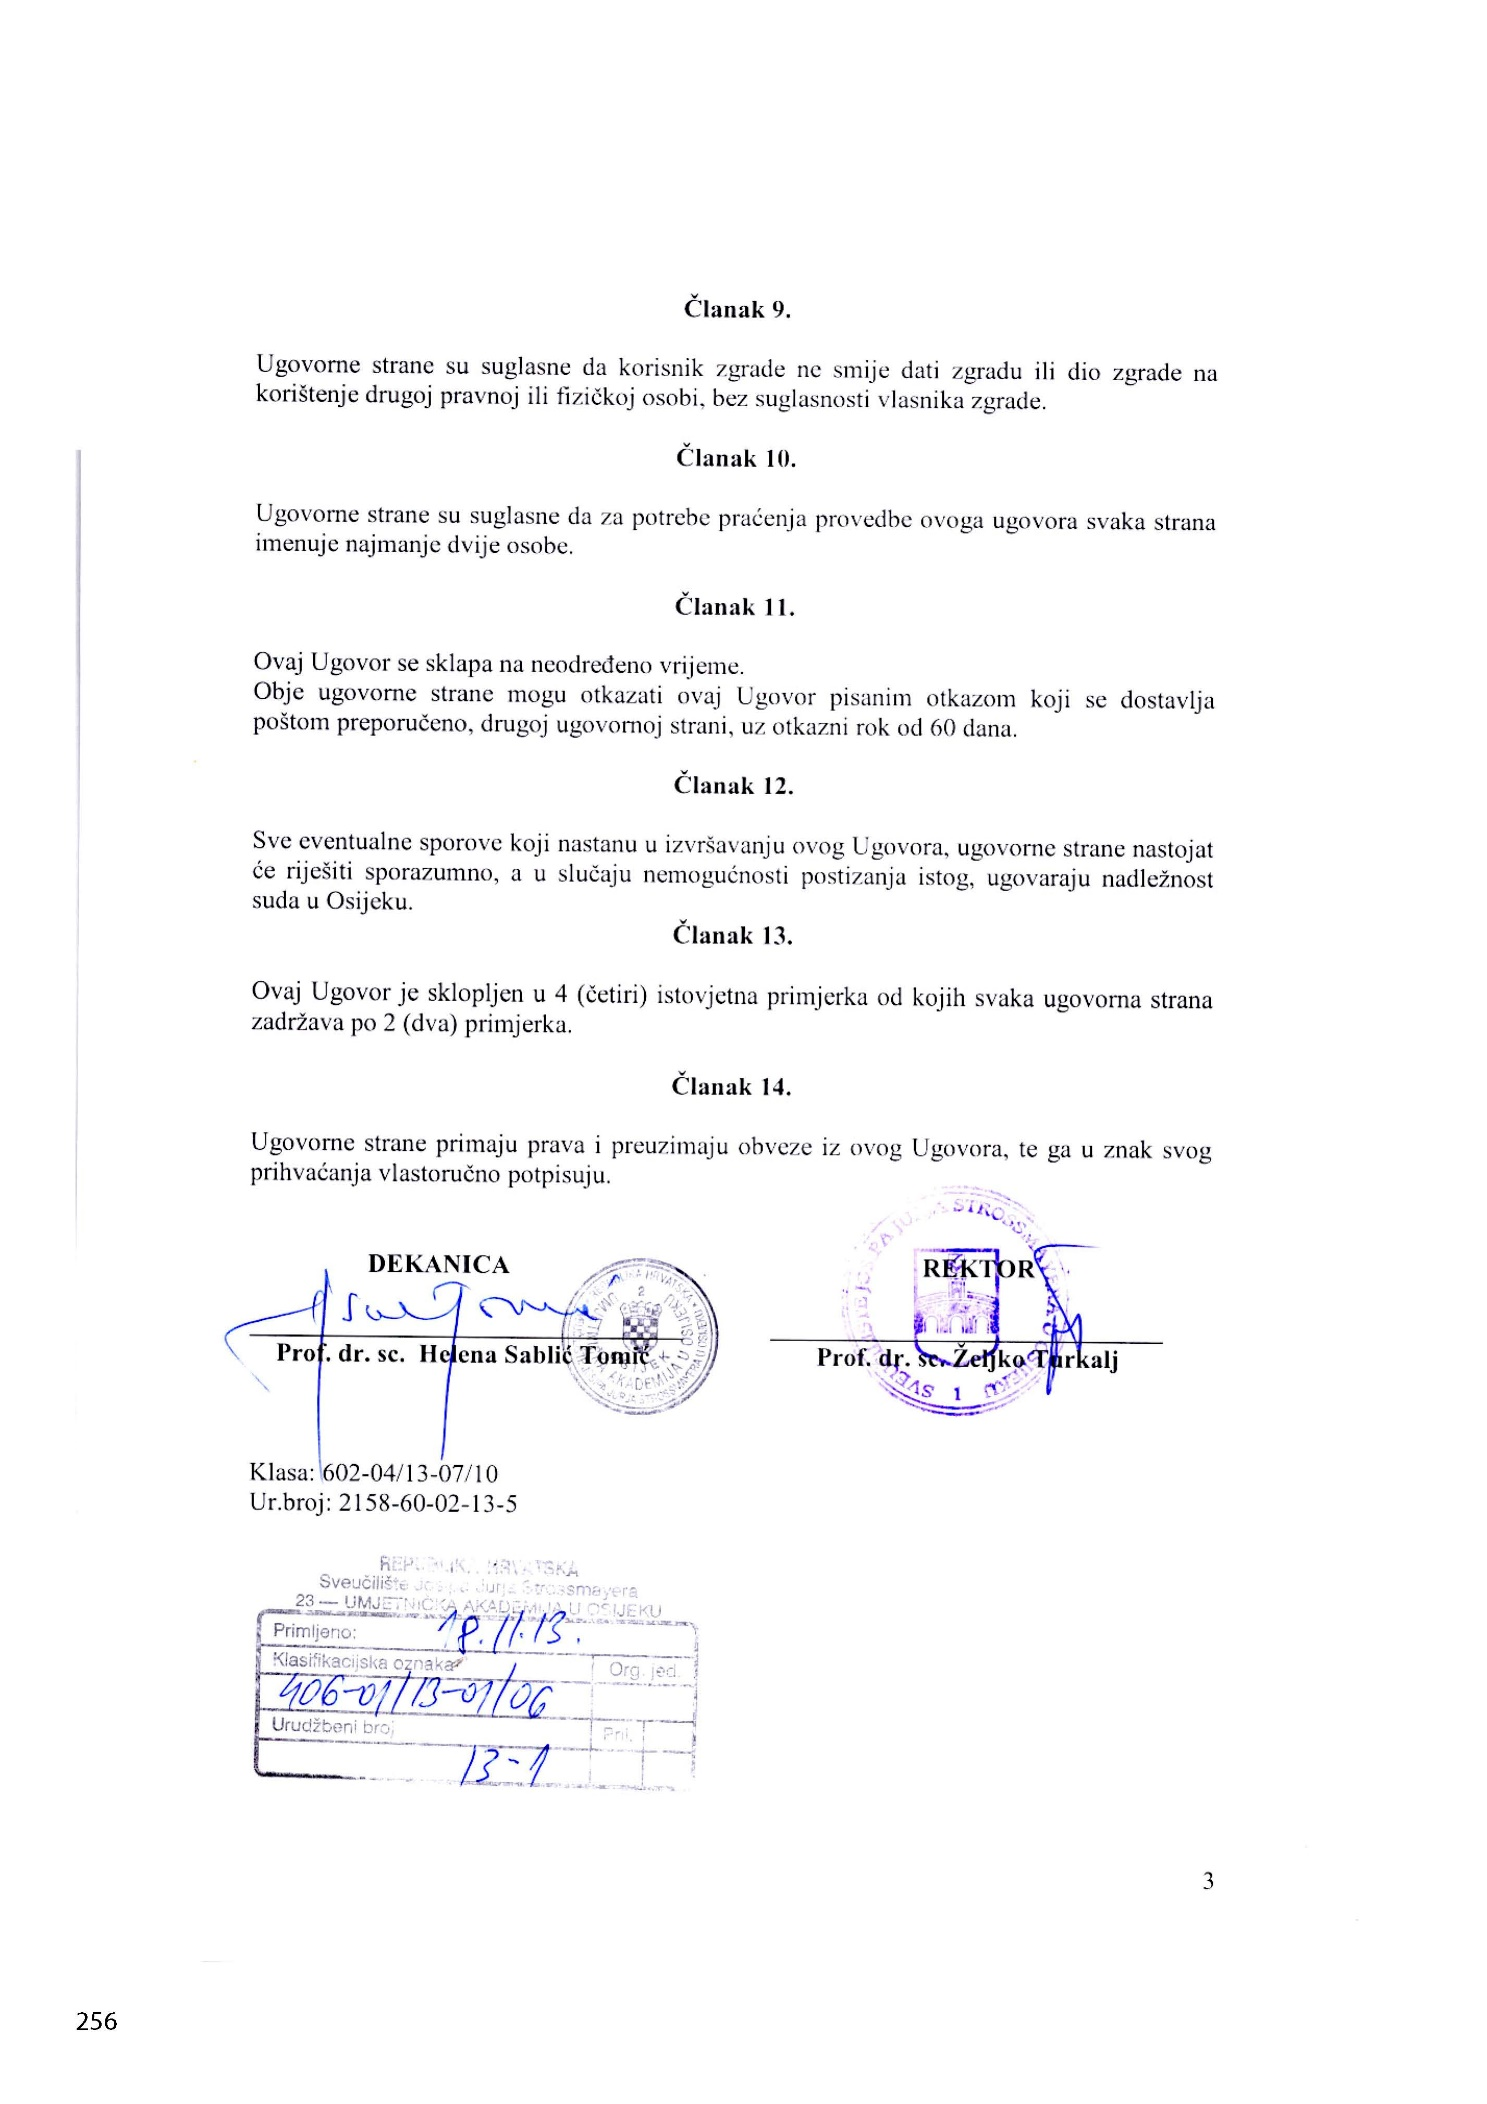 Članak 9.
Ugovorne strane su suglasne da korisnik zgrade ne smije dati zgradu ili dio zgrade na
korištenje drugoj pravnoj ili fizičkoj osobi, bez suglasnosti vlasnika zgrade.
Članak 10.
Ugovorne strane su suglasne da za potrebe praćenja provedbe ovoga ugovora svaka strana
imenuje najmanje dvije osobe.
Članak 11.
Ovaj Ugovor se sklapa na neodređeno vrijeme.
Obje ugovorne strane mogu otkazati ovaj Ugovor pisanim otkazom koji se dostavlja
poštom preporučeno, drugoj ugovornoj strani, uz otkazni rok od 60 dana.
Članak 12.
Sve eventualne sporove koji nastanu u izvršavanju ovog Ugovora, ugovorne strane nastojat
će riješiti sporazumno, a u slučaju nemogućnosti postizanja istog, ugovaraju nadležnost
suda u Osijeku.
Članak 13.
Ovaj Ugovor je sklopljen u 4 (četiri) istovjetna primjerka od kojih svaka ugovorna strana
zadržava po 2 (dva) primjerka.
Članak 14.
Ugovorne strane primaju prava i preuzimaju obveze iz ovog Ugovora, te ga u znak svog
prihvaćanja vlastoručno potpisuju.
DEKANICA REKTOR
Prof. dr. sc. Helena Sablić Tomić Prof. dr. sc. Željko Turkalj
Klasa: 602-04/13-07/10
Ur.broj: 2158-60-02-13-5
REPUBLIKA HRVATSKA
Sveučilište Josipa Jurja Strossmayera
23 — UMJETNIČKA AKADEMIJA U OSIJEKU
Primljeno: 18.11.13.
Klasifikacijska oznaka Org. jed.
406-01/13-01/06
Urudžbeni broj Pril.
13-1
3
256